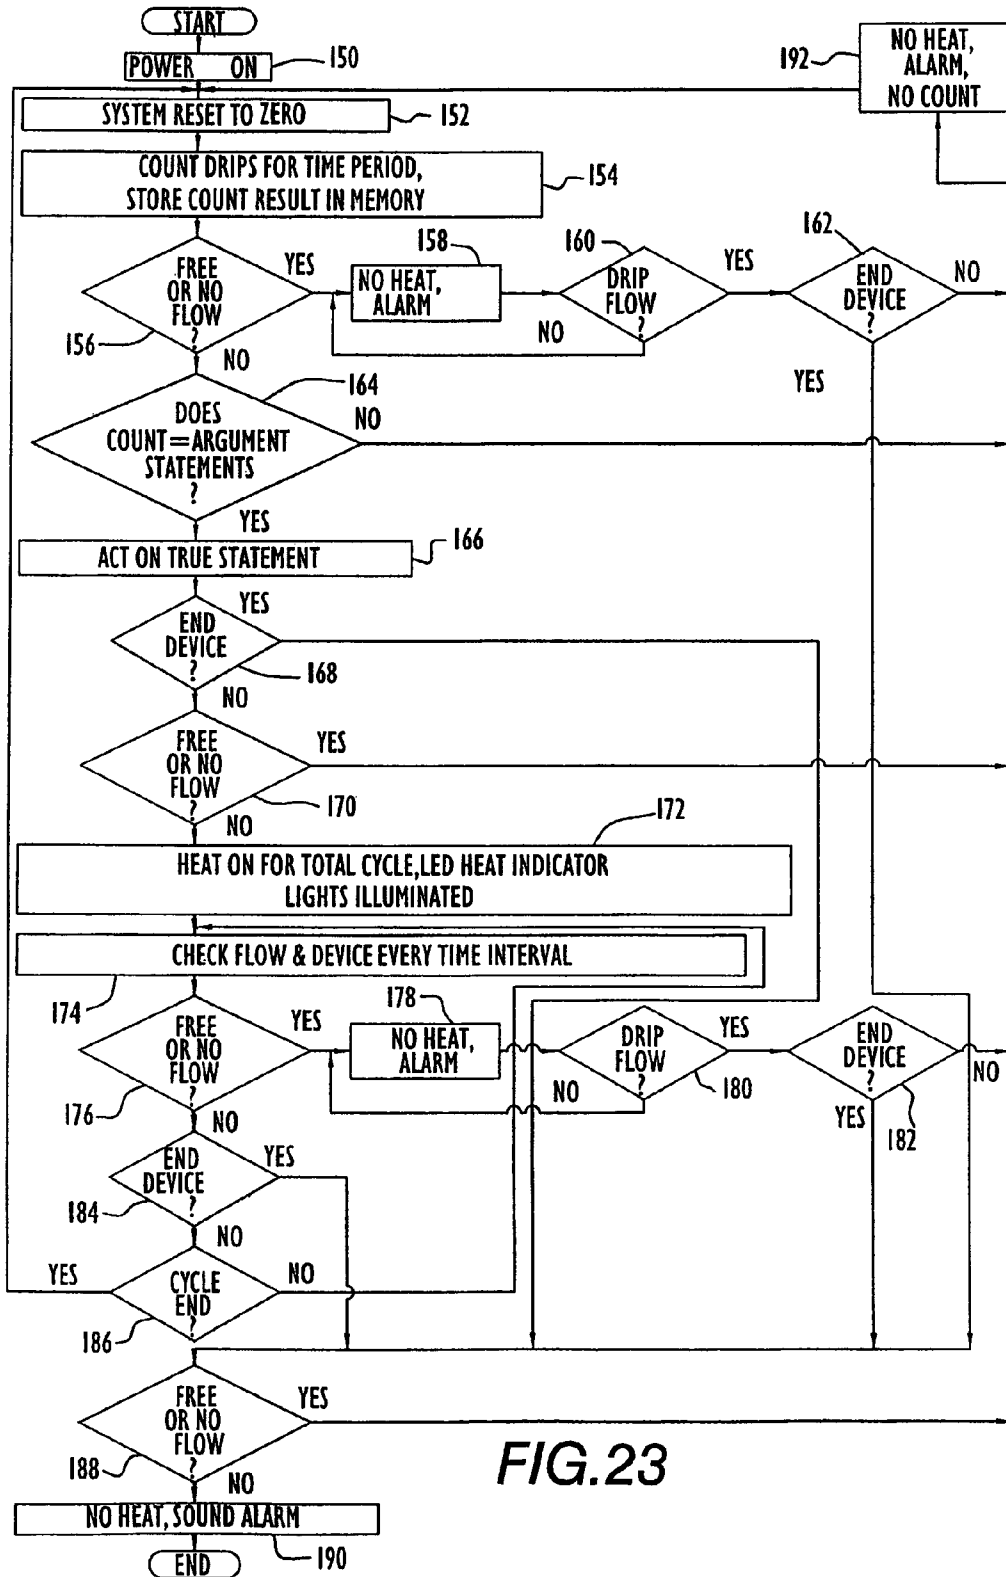 START
POWER ON
150
SYSTEM RESET TO ZERO
152
192
NO HEAT,
ALARM,
NO COUNT
COUNT DRIPS FOR TIME PERIOD,
STORE COUNT RESULT IN MEMORY
154
FREE
OR NO
FLOW
?
156
YES
NO
158
NO HEAT,
ALARM
160
DRIP
FLOW
?
YES
NO
162
END
DEVICE
?
NO
YES
164
DOES
COUNT=ARGUMENT
STATEMENTS
?
NO
YES
ACT ON TRUE STATEMENT
166
END
DEVICE
?
YES
168
NO
FREE
OR NO
FLOW
?
YES
170
NO
172
HEAT ON FOR TOTAL CYCLE,LED HEAT INDICATOR
LIGHTS ILLUMINATED
CHECK FLOW & DEVICE EVERY TIME INTERVAL
174
FREE
OR NO
FLOW
?
YES
176
NO
178
NO HEAT,
ALARM
DRIP
FLOW
?
YES
NO
180
END
DEVICE
?
NO
YES
182
END
DEVICE
?
YES
184
NO
YES
CYCLE
END
?
NO
186
FREE
OR NO
FLOW
?
YES
188
NO
NO HEAT, SOUND ALARM
190
END
FIG.23